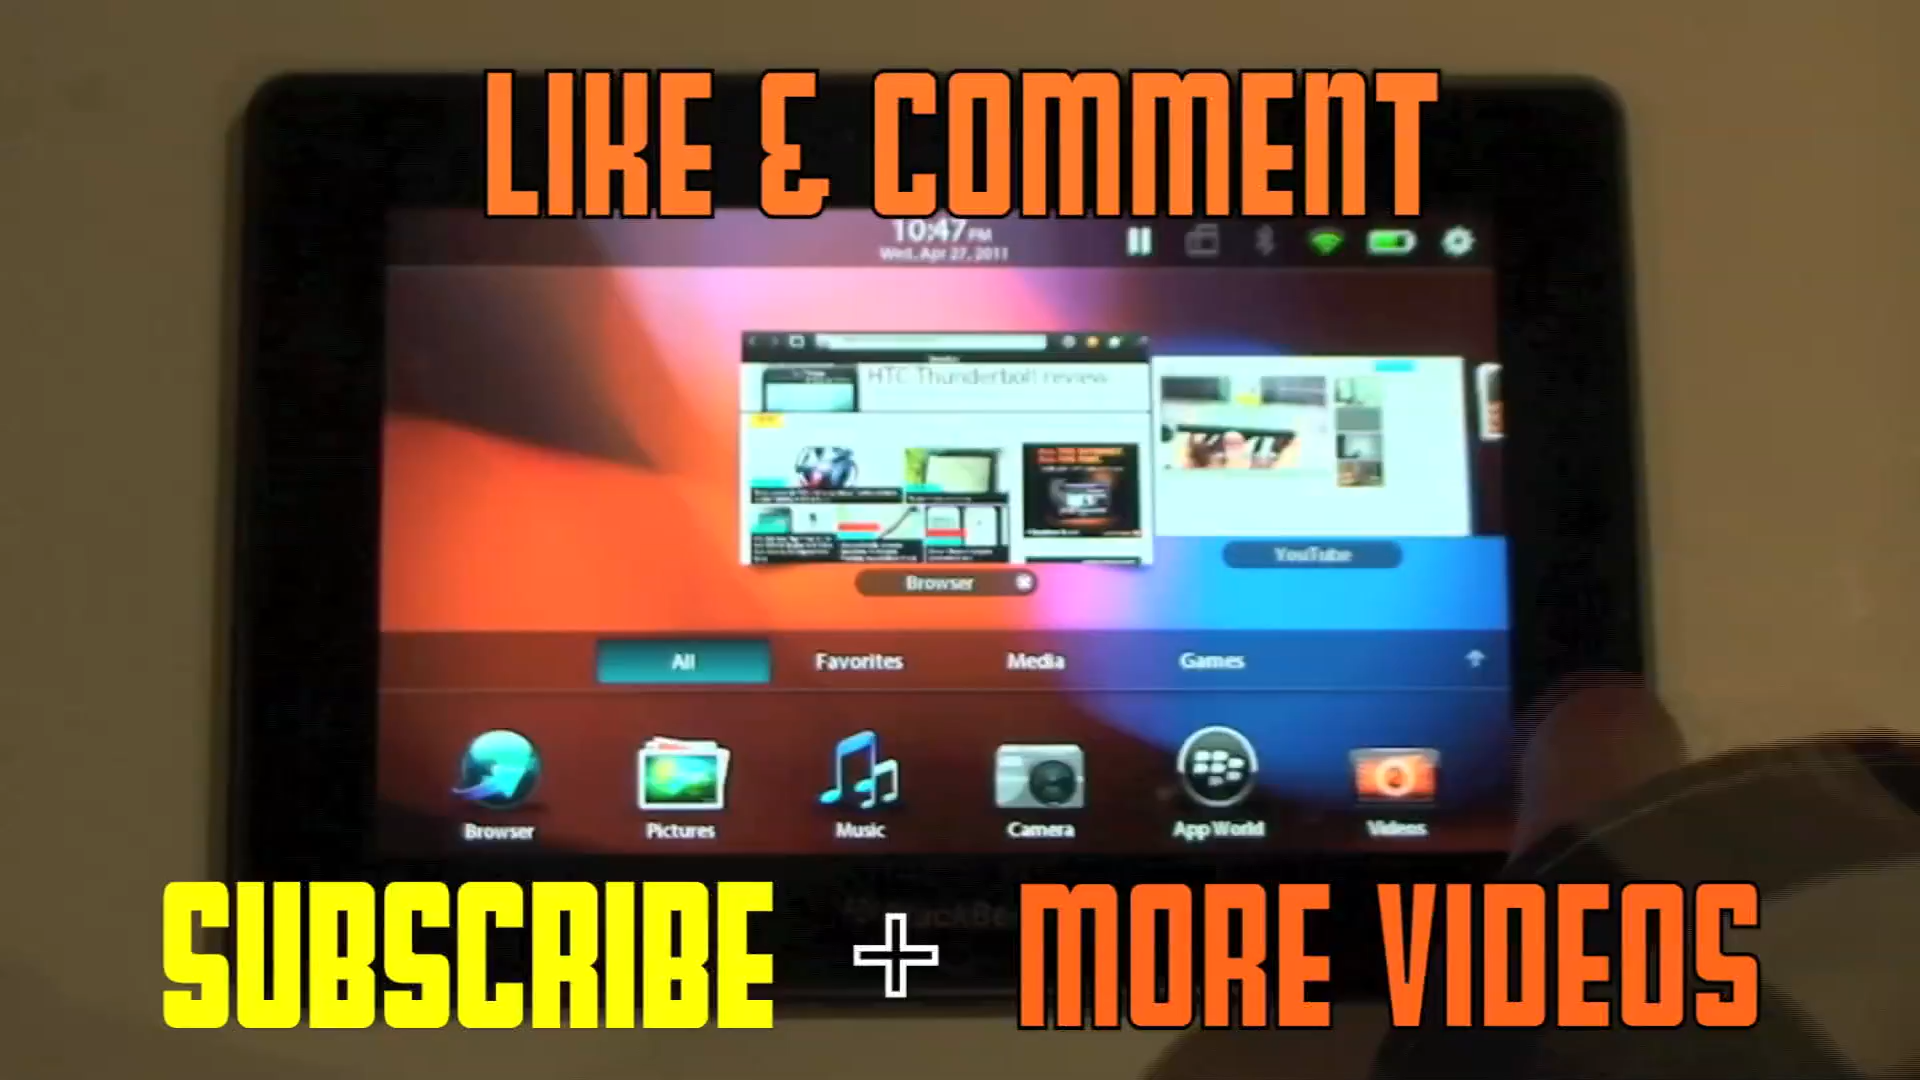 LIKE & COMMENT
10:47 PM
Wed, Apr 27, 2011
HTC Thunderbolt review
YouTube
Browser
All Favorites Media Games
Browser Pictures Music Camera App World Videos
SUBSCRIBE + MORE VIDEOS